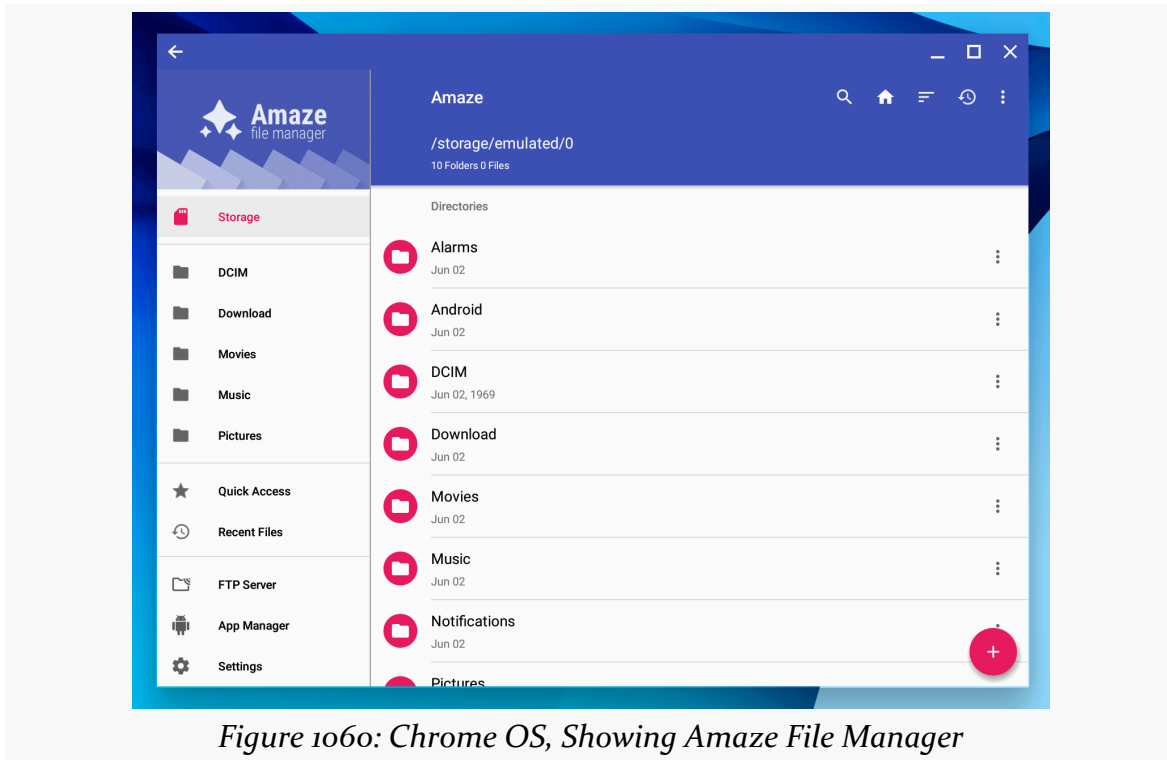 Amaze
file manager
Storage
DCIM
Download
Movies
Music
Pictures
Quick Access
Recent Files
FTP Server
App Manager
Settings
Amaze
/storage/emulated/0
10 Folders 0 Files
Directories
Alarms
Jun 02
Android
Jun 02
DCIM
Jun 02, 1969
Download
Jun 02
Movies
Jun 02
Music
Jun 02
Notifications
Jun 02
Pictures
Figure 1060: Chrome OS, Showing Amaze File Manager